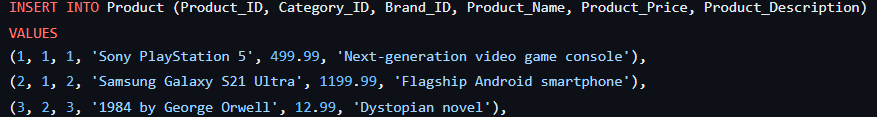 INSERT INTO Product (Product_ID, Category_ID, Brand_ID, Product_Name, Product_Price, Product_Description)
VALUES
(1, 1, 1, 'Sony PlayStation 5', 499.99, 'Next-generation video game console'),
(2, 1, 2, 'Samsung Galaxy S21 Ultra', 1199.99, 'Flagship Android smartphone'),
(3, 2, 3, '1984 by George Orwell', 12.99, 'Dystopian novel'),